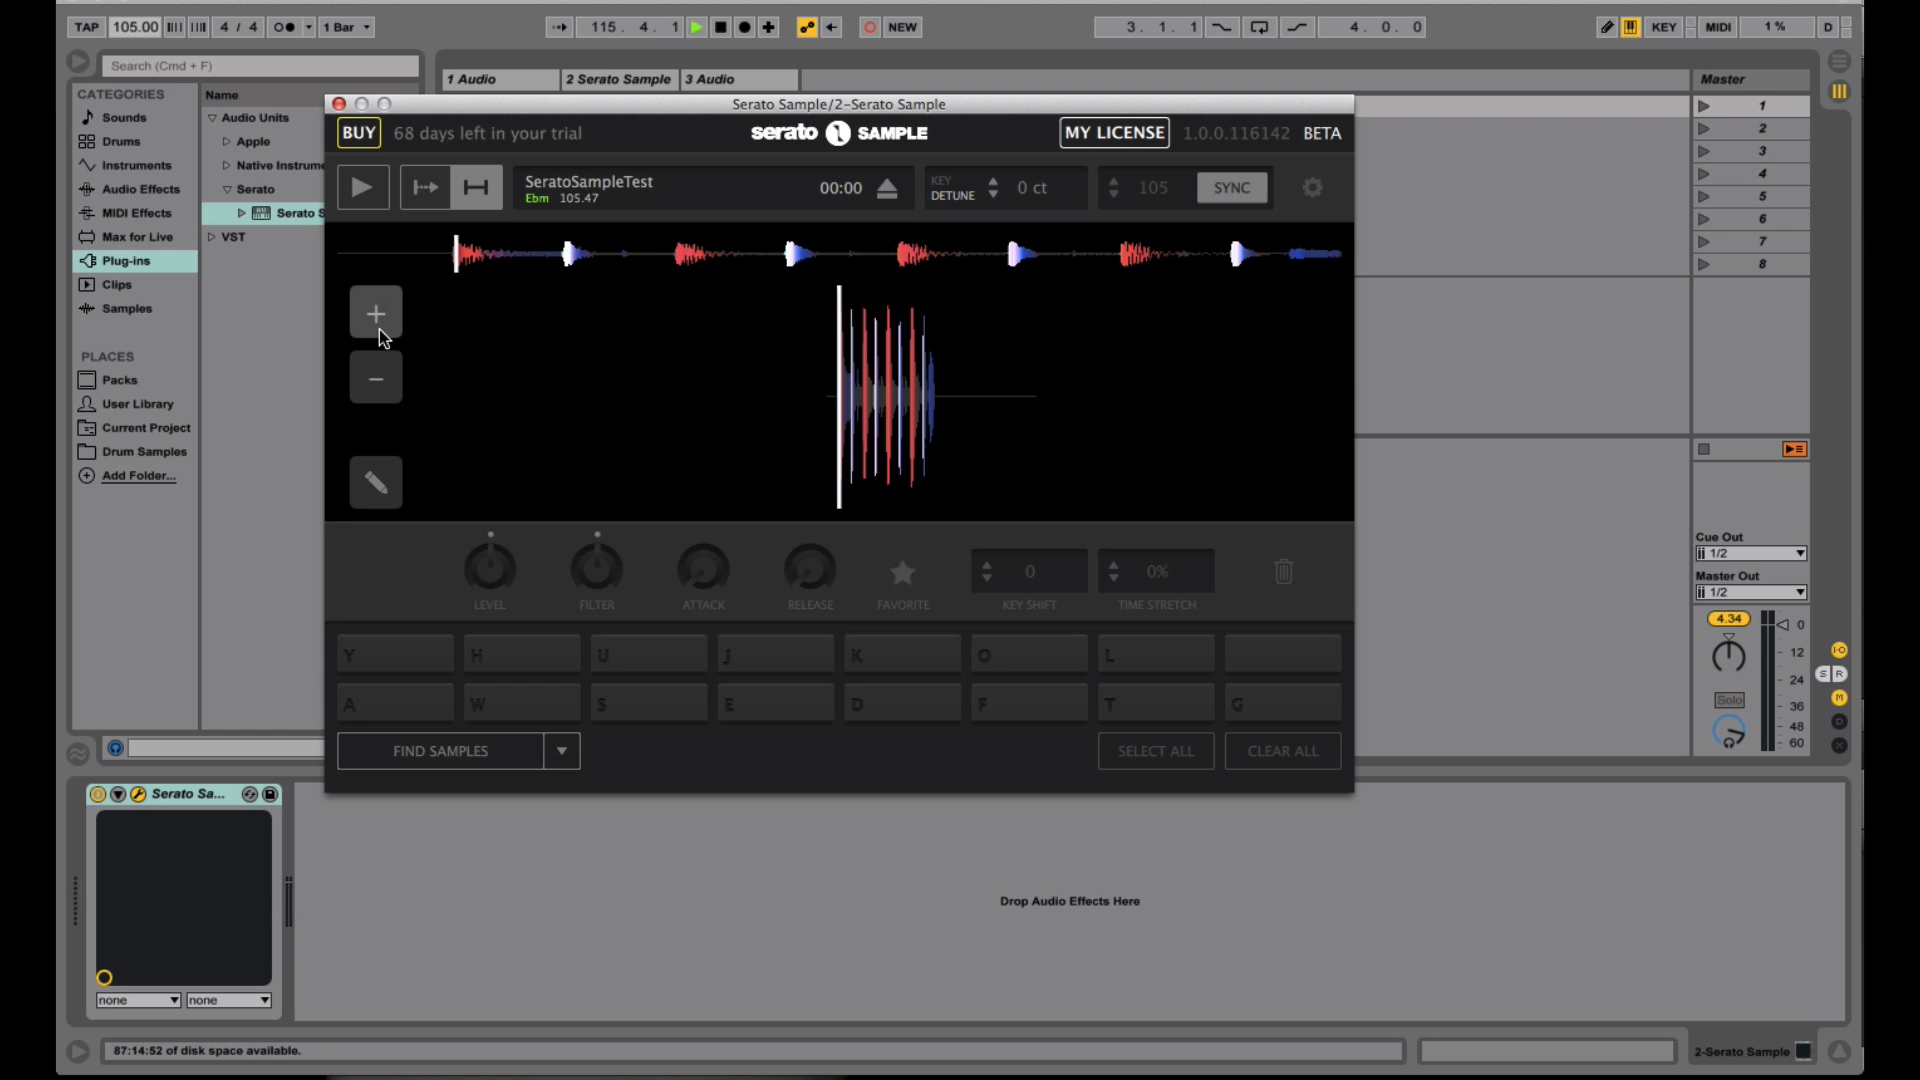 TAP 105.00 4 / 4 1 Bar 115. 4. 1 NEW 3. 1. 1 4. 0. 0 KEY MIDI 1 % D
Search (Cmd + F)
1 Audio 2 Serato Sample 3 Audio Master
CATEGORIES
Sounds
Drums
Instruments
Audio Effects
MIDI Effects
Max for Live
Plug-ins
Clips
Samples
PLACES
Packs
User Library
Current Project
Drum Samples
Add Folder...
Name
Audio Units
Apple
Native Instrume
Serato
Serato S
VST
Serato Sample/2-Serato Sample
BUY 68 days left in your trial serato SAMPLE MY LICENSE 1.0.0.116142 BETA
SeratoSampleTest
Ebm 105.47
00:00
KEY
DETUNE
0 ct
105
SYNC
0 0%
LEVEL FILTER ATTACK RELEASE FAVORITE KEY SHIFT TIME STRETCH
Y H U J K O L
A W S E D F T G
FIND SAMPLES SELECT ALL CLEAR ALL
1
2
3
4
5
6
7
8
Cue Out
1/2
Master Out
1/2
4.34
0
12
24
36
48
60
Solo
I·O
S R
M
D
X
Serato Sa...
none none
Drop Audio Effects Here
87:14:52 of disk space available.
2-Serato Sample